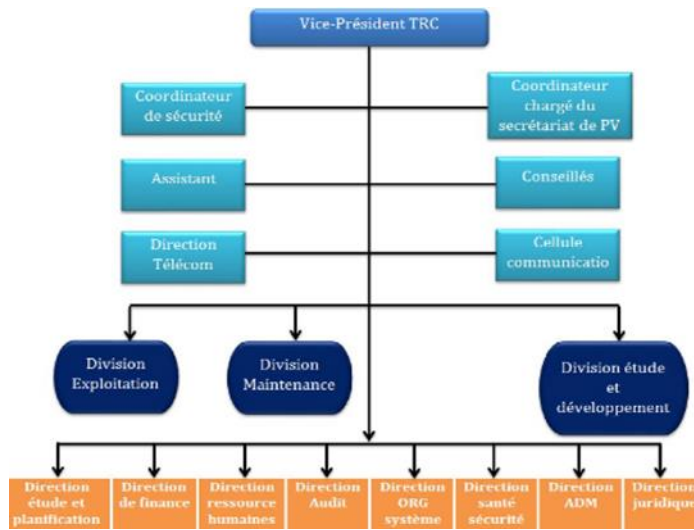 Vice-Président TRC
Coordinateur
de sécurité
Coordinateur
chargé du
secrétariat de PV
Assistant
Conseillés
Direction
Télécom
Cellule
communicatio
Division
Exploitation
Division
Maintenance
Division étude
et
développement
Direction
étude et
planification
Direction
de finance
Direction
ressource
humaines
Direction
Audit
Direction
ORG
système
Direction
santé
sécurité
Direction
ADM
Direction
juridique